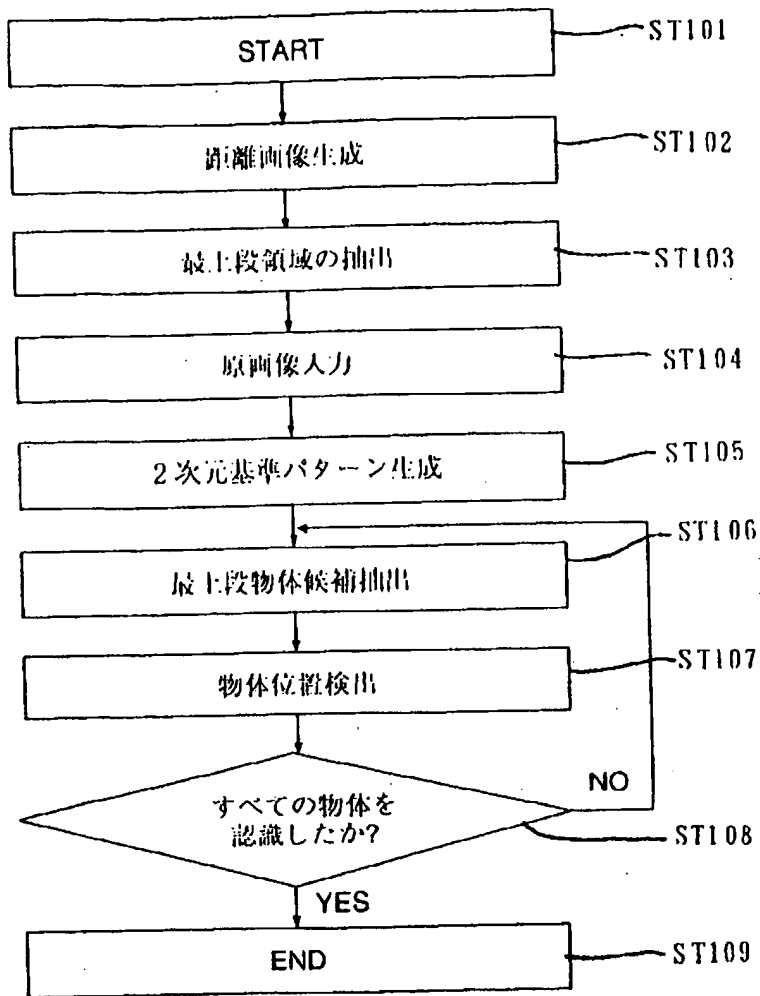 START
ST101
距離画像生成
ST102
最上段領域の抽出
ST103
原画像入力
ST104
2次元基準パターン生成
ST105
最上段物体候補抽出
ST106
物体位置検出
ST107
すべての物体を
認識したか?
NO
ST108
YES
END
ST109